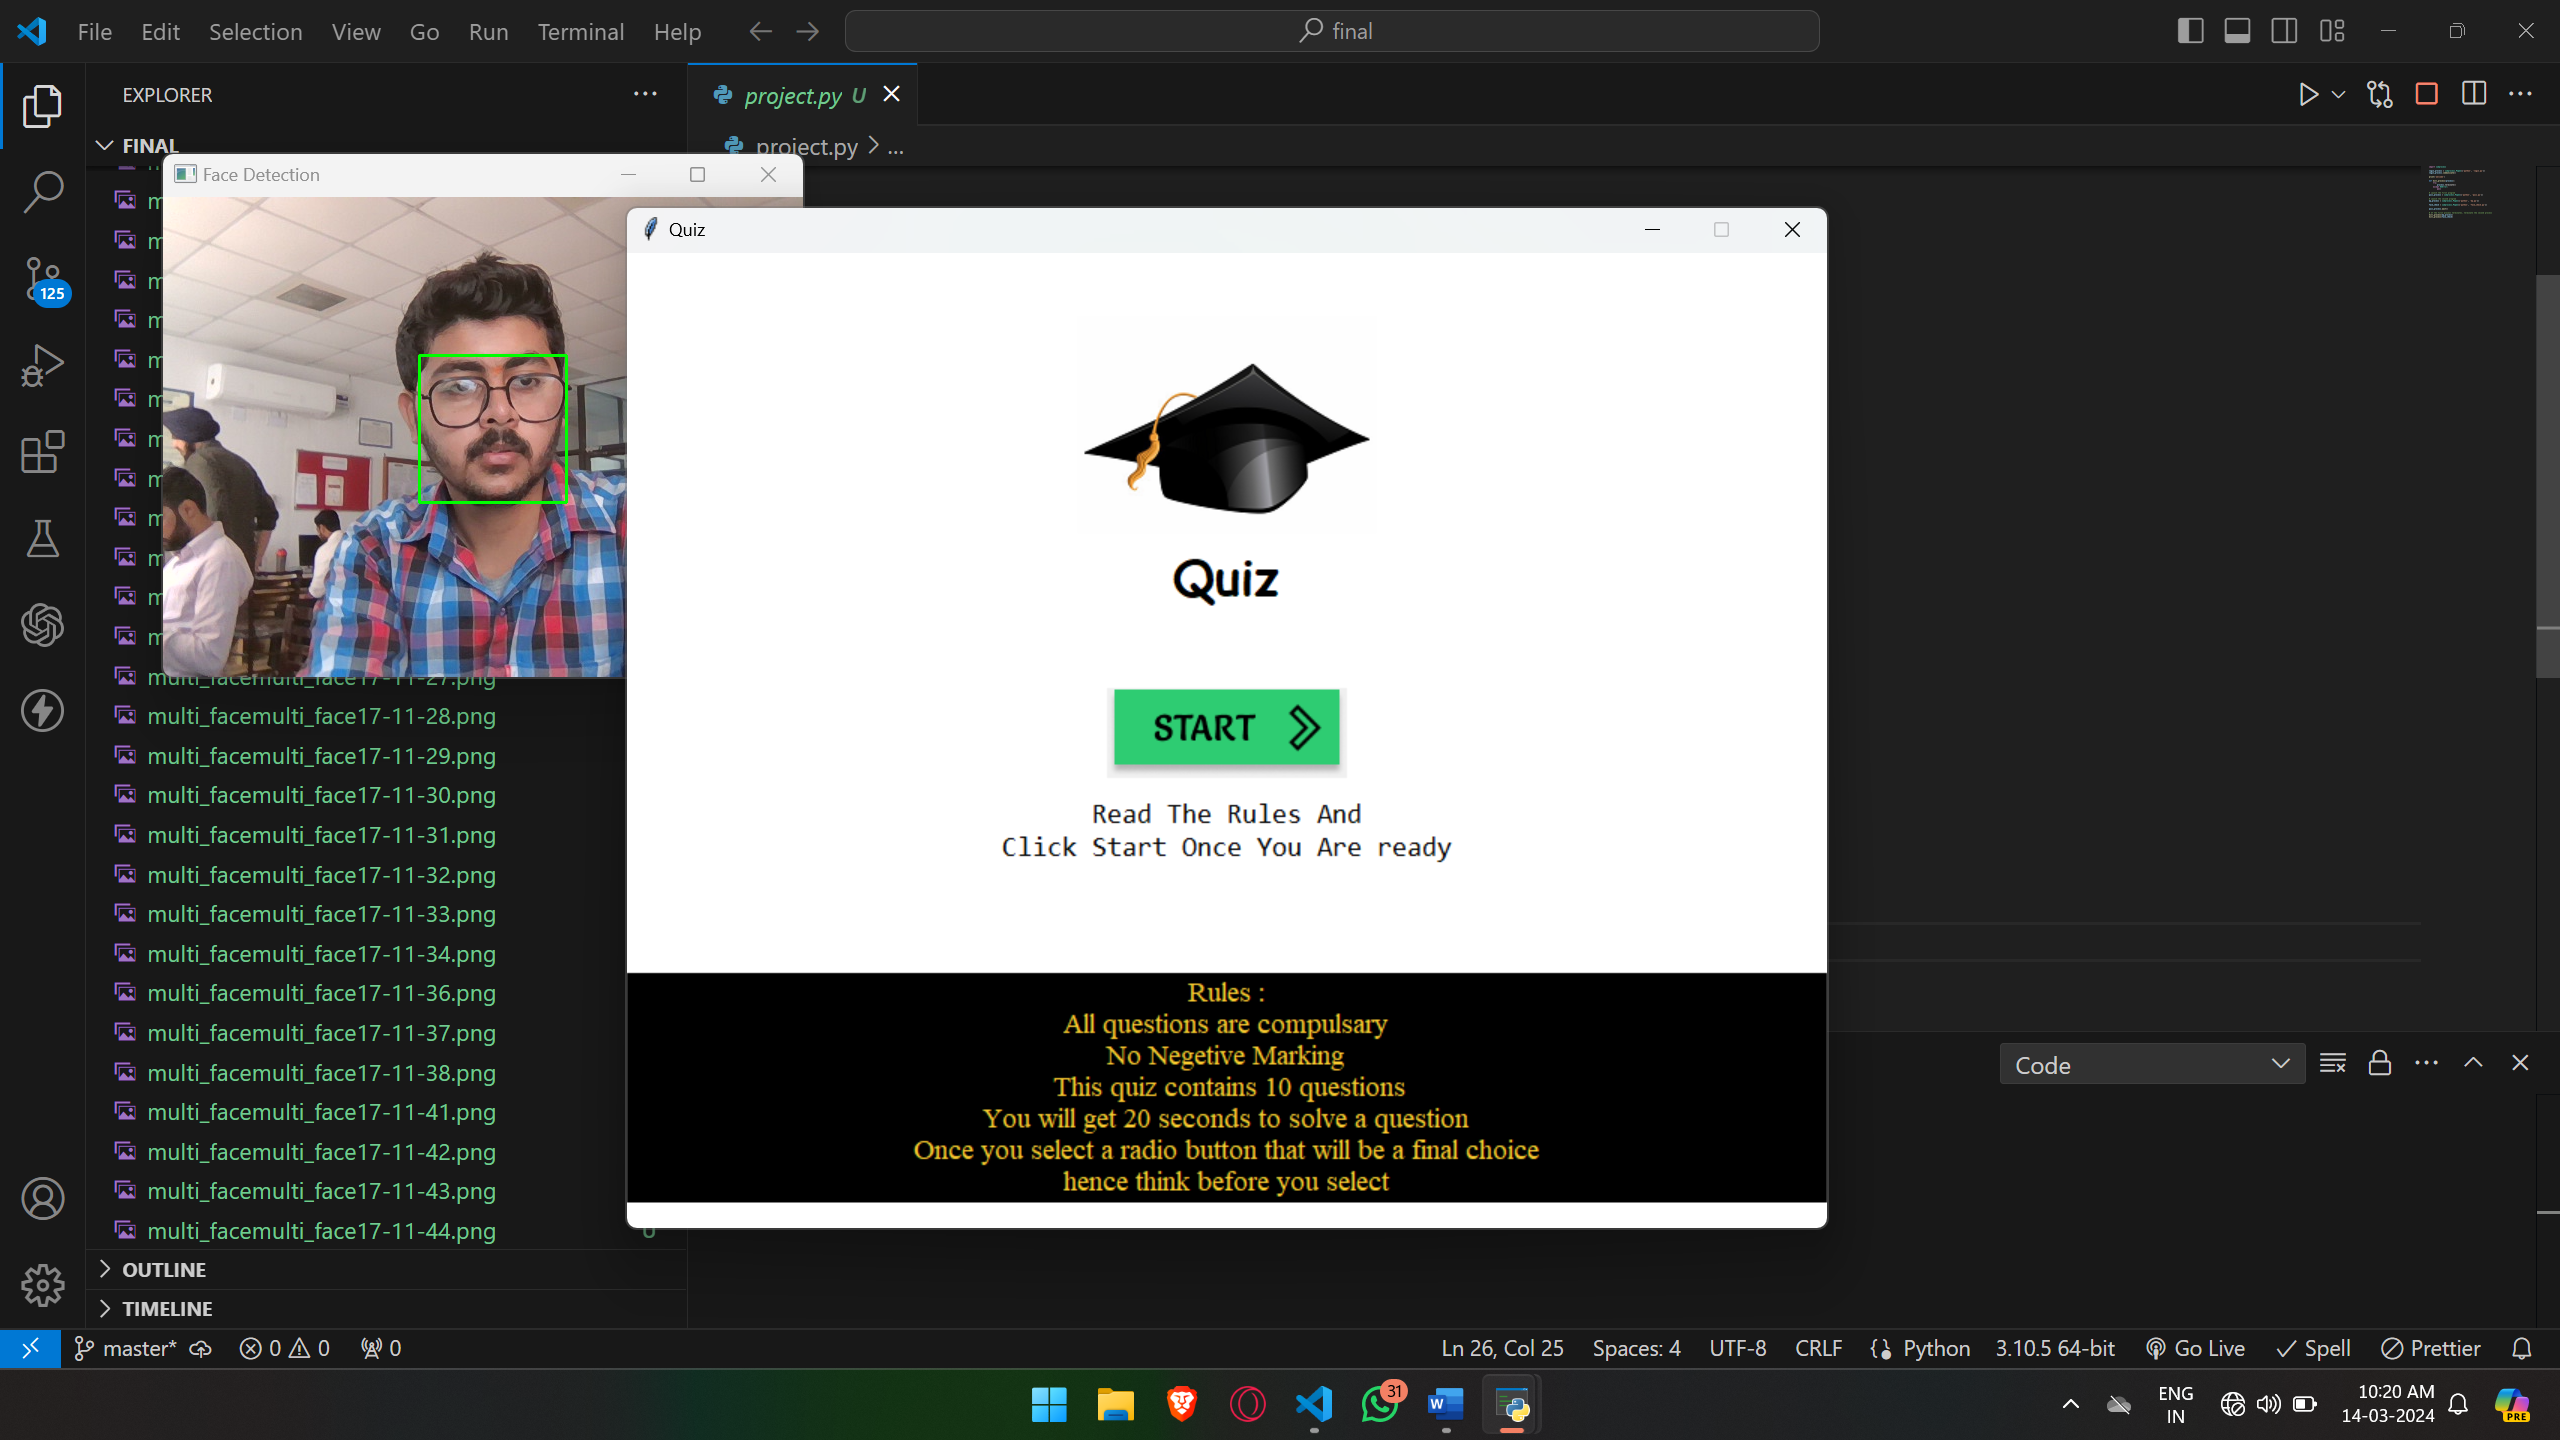 File Edit Selection View Go Run Terminal Help
final
EXPLORER
project.py U
FINAL
project.py > ...
Face Detection
Quiz
125
Quiz
START
Read The Rules And
Click Start Once You Are ready
multi_facemulti_face17-11-27.png
multi_facemulti_face17-11-28.png
multi_facemulti_face17-11-29.png
multi_facemulti_face17-11-30.png
multi_facemulti_face17-11-31.png
multi_facemulti_face17-11-32.png
multi_facemulti_face17-11-33.png
multi_facemulti_face17-11-34.png
multi_facemulti_face17-11-36.png
multi_facemulti_face17-11-37.png
multi_facemulti_face17-11-38.png
multi_facemulti_face17-11-41.png
multi_facemulti_face17-11-42.png
multi_facemulti_face17-11-43.png
multi_facemulti_face17-11-44.png
Rules :
All questions are compulsary
No Negetive Marking
This quiz contains 10 questions
You will get 20 seconds to solve a question
Once you select a radio button that will be a final choice
hence think before you select
Code
OUTLINE
TIMELINE
master* 0 0 0
Ln 26, Col 25 Spaces: 4 UTF-8 CRLF Python 3.10.5 64-bit Go Live Spell Prettier
31
W
ENG
IN
10:20 AM
14-03-2024
PRE